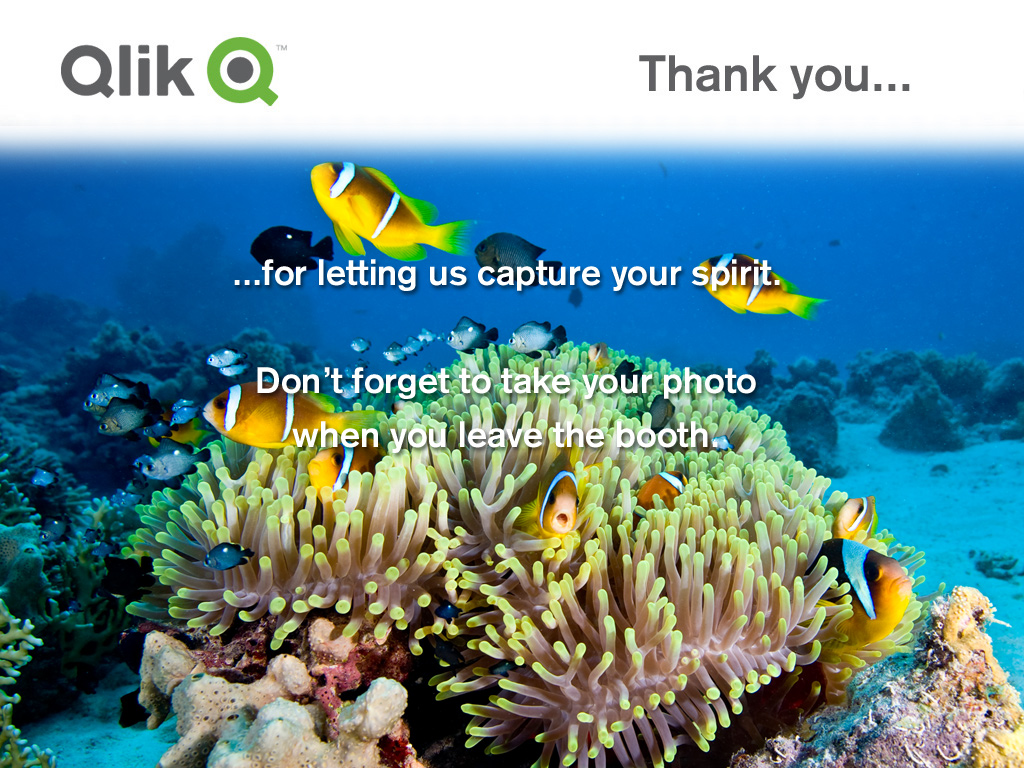 Qlik ™
Thank you...
...for letting us capture your spirit.
Don't forget to take your photo
when you leave the booth.